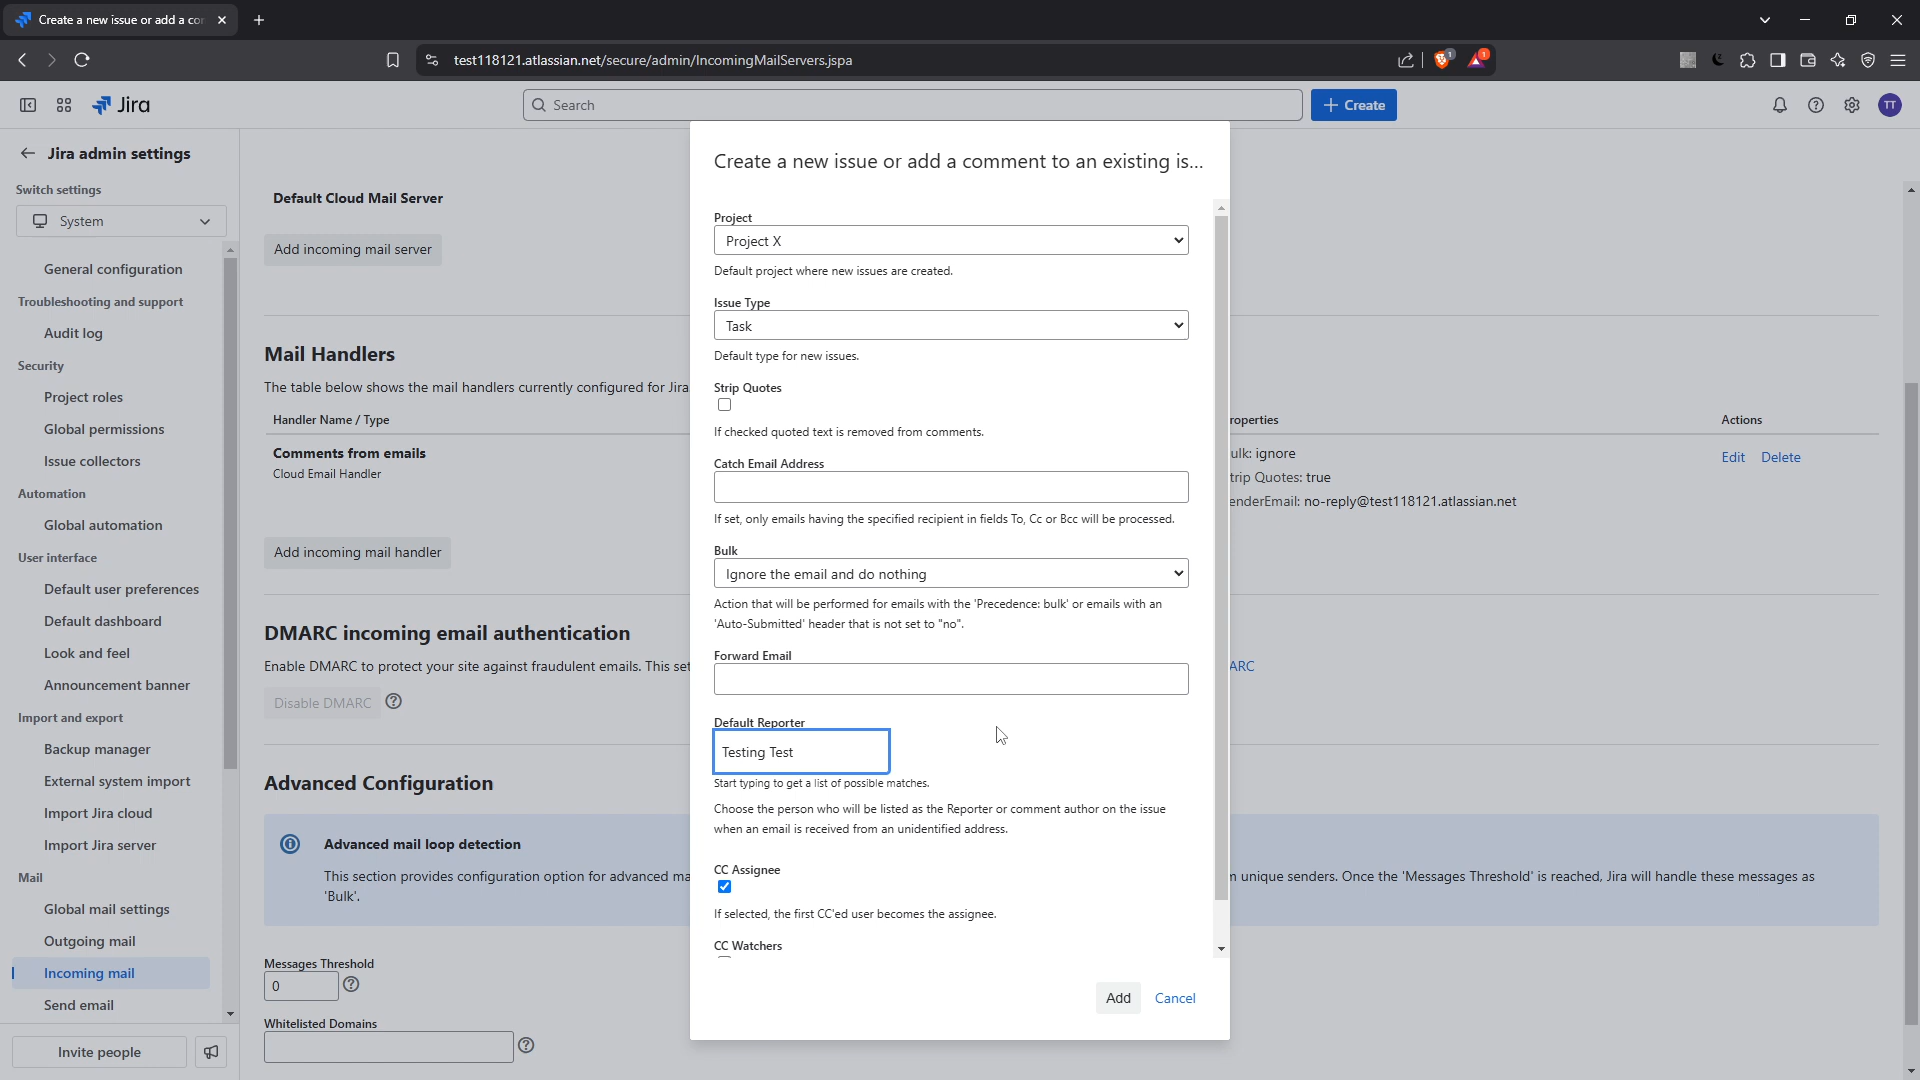 Create a new issue or add a cor
test118121.atlassian.net/secure/admin/IncomingMailServers.jspa
1
1
Jira
Search
+ Create
TT
Jira admin settings
Switch settings
System
General configuration
Troubleshooting and support
Audit log
Security
Project roles
Global permissions
Issue collectors
Automation
Global automation
User interface
Default user preferences
Default dashboard
Look and feel
Announcement banner
Import and export
Backup manager
External system import
Import Jira cloud
Import Jira server
Mail
Global mail settings
Outgoing mail
Incoming mail
Send email
Invite people
Default Cloud Mail Server
Add incoming mail server
Mail Handlers
The table below shows the mail handlers currently configured for Jira
Handler Name / Type
roperties
Actions
Comments from emails
Cloud Email Handler
ulk: ignore
trip Quotes: true
enderEmail: no-reply@test118121.atlassian.net
Edit Delete
Add incoming mail handler
DMARC incoming email authentication
Enable DMARC to protect your site against fraudulent emails. This set
ARC
Disable DMARC
Advanced Configuration
Advanced mail loop detection
This section provides configuration option for advanced ma
n unique senders. Once the 'Messages Threshold' is reached, Jira will handle these messages as
'Bulk'.
Messages Threshold
0
Whitelisted Domains
Create a new issue or add a comment to an existing is...
Project
Project X
Default project where new issues are created.
Issue Type
Task
Default type for new issues.
Strip Quotes
If checked quoted text is removed from comments.
Catch Email Address
If set, only emails having the specified recipient in fields To, Cc or Bcc will be processed.
Bulk
Ignore the email and do nothing
Action that will be performed for emails with the 'Precedence: bulk' or emails with an
'Auto-Submitted' header that is not set to "no".
Forward Email
Default Reporter
Testing Test
Start typing to get a list of possible matches.
Choose the person who will be listed as the Reporter or comment author on the issue
when an email is received from an unidentified address.
CC Assignee
If selected, the first CC'ed user becomes the assignee.
CC Watchers
Add
Cancel